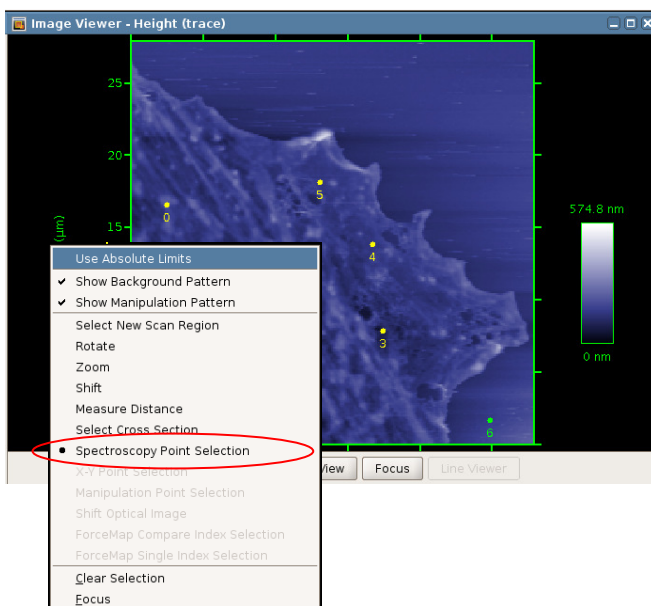 Image Viewer - Height (trace)
25
20
15
(µm)
0
5
4
3
6
574.8 nm
0 nm
Use Absolute Limits
Show Background Pattern
Show Manipulation Pattern
Select New Scan Region
Rotate
Zoom
Shift
Measure Distance
Select Cross Section
Spectroscopy Point Selection
X-Y Point Selection
Manipulation Point Selection
Shift Optical Image
ForceMap Compare Index Selection
ForceMap Single Index Selection
Clear Selection
Focus
Focus
Line Viewer